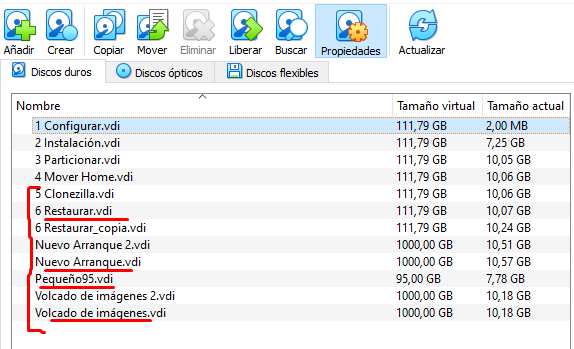 Añadir Crear Copiar Mover Eliminar Liberar Buscar Propiedades Actualizar
Discos duros Discos ópticos Discos flexibles
Nombre Tamaño virtual Tamaño actual
1 Configurar.vdi 111,79 GB 2,00 MB
2 Instalación.vdi 111,79 GB 7,25 GB
3 Particionar.vdi 111,79 GB 10,05 GB
4 Mover Home.vdi 111,79 GB 10,06 GB
5 Clonezilla.vdi 111,79 GB 10,06 GB
6 Restaurar.vdi 111,79 GB 10,07 GB
6 Restaurar_copia.vdi 111,79 GB 10,24 GB
Nuevo Arranque 2.vdi 1000,00 GB 10,51 GB
Nuevo Arranque.vdi 1000,00 GB 10,57 GB
Pequeño95.vdi 95,00 GB 7,78 GB
Volcado de imágenes 2.vdi 1000,00 GB 10,18 GB
Volcado de imágenes.vdi 1000,00 GB 10,18 GB